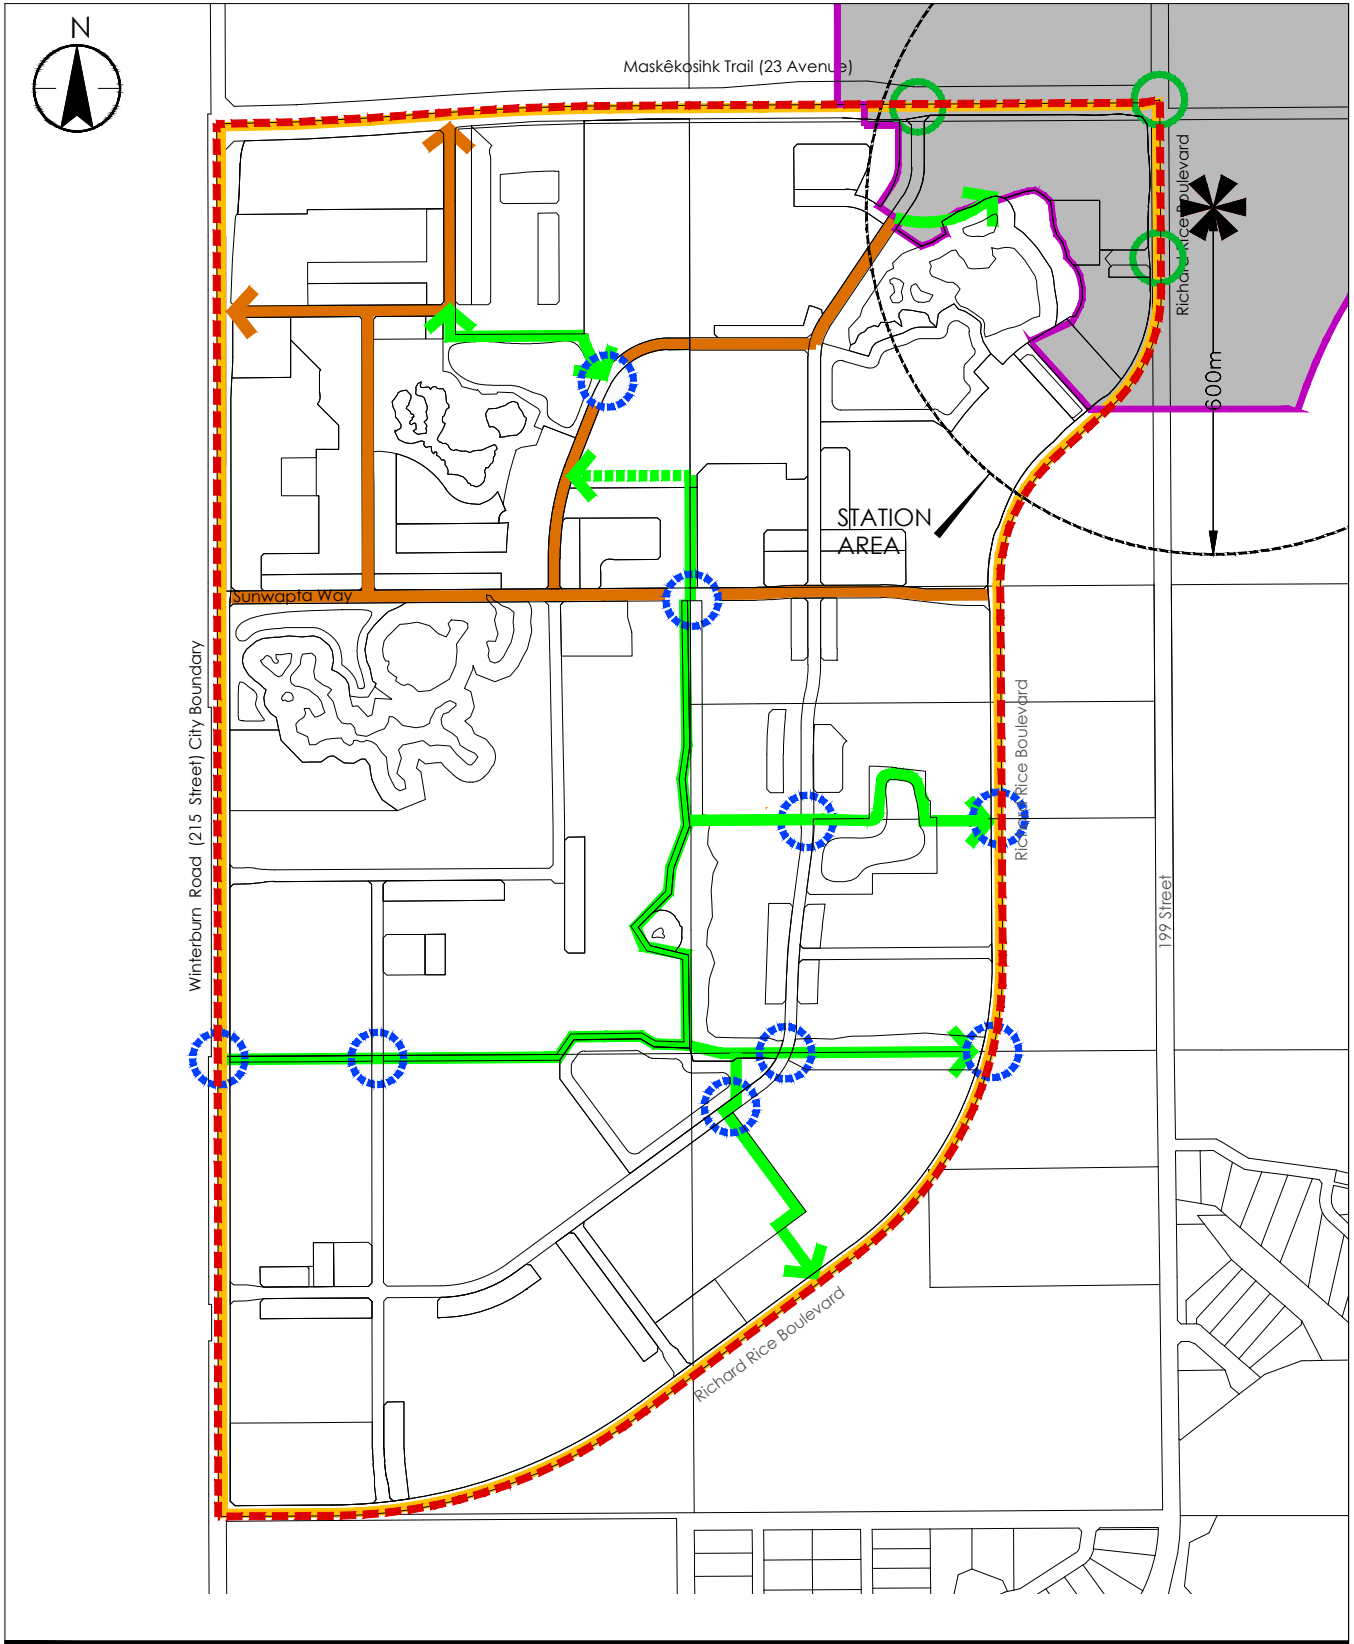 N
Maskêkosihk Trail (23 Avenue)
Richard Rice Boulevard
600m
STATION
AREA
Sunwapta Way
Winterburn Road (215 Street) City Boundary
Richard Rice Boulevard
199 Street
Richard Rice Boulevard